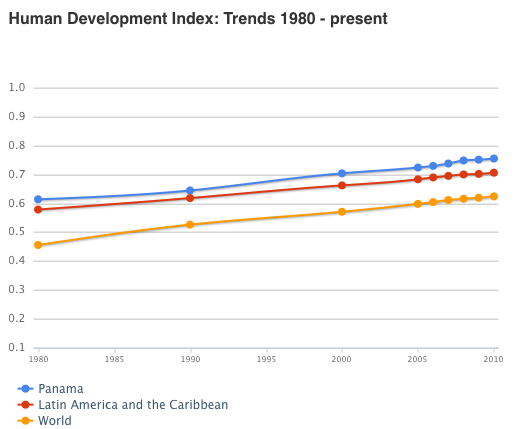 Human Development Index: Trends 1980 - present
1.0
0.9
0.8
0.7
0.6
0.5
0.4
0.3
0.2
0.1
1980 1985 1990 1995 2000 2005 2010
Panama
Latin America and the Caribbean
World